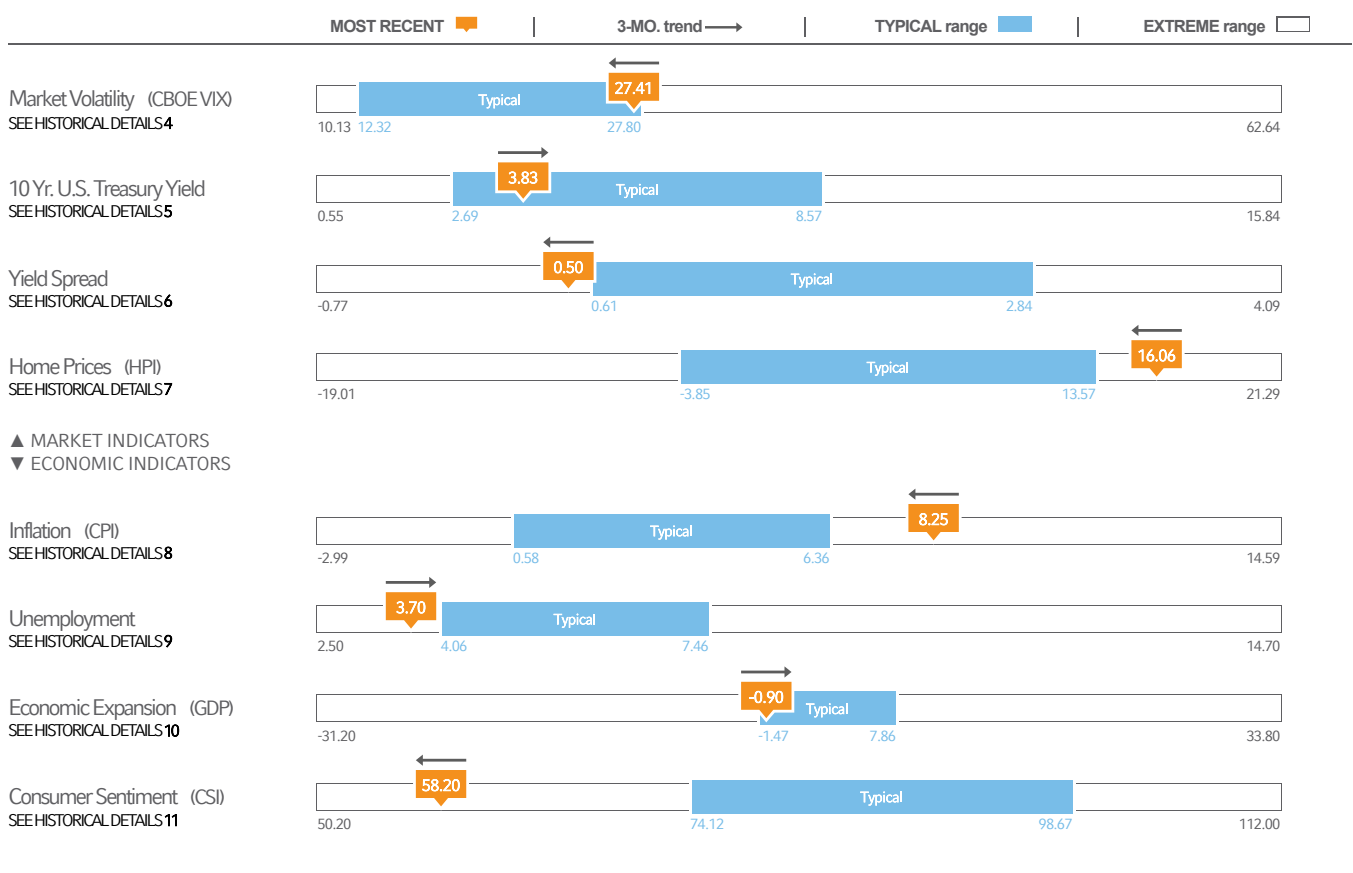 MOST RECENT 3-MO. trend TYPICAL range EXTREME range
27.41
Market Volatility (CBOE VIX) Typical
SEE HISTORICAL DETAILS 4 10.13 12.32 27.80 62.64
3.83
10 Yr. U.S. Treasury Yield Typical
SEE HISTORICAL DETAILS 5 0.55 2.69 8.57 15.84
0.50
Yield Spread Typical
SEE HISTORICAL DETAILS 6 -0.77 0.61 2.84 4.09
16.06
Home Prices (HPI) Typical
SEE HISTORICAL DETAILS 7 -19.01 -3.85 13.57 21.29
▲ MARKET INDICATORS
▼ ECONOMIC INDICATORS
8.25
Inflation (CPI) Typical
SEE HISTORICAL DETAILS 8 -2.99 0.58 6.36 14.59
3.70
Unemployment Typical
SEE HISTORICAL DETAILS 9 2.50 4.06 7.46 14.70
-0.90
Economic Expansion (GDP) Typical
SEE HISTORICAL DETAILS 10 -31.20 -1.47 7.86 33.80
58.20
Consumer Sentiment (CSI) Typical
SEE HISTORICAL DETAILS 11 50.20 74.12 98.67 112.00